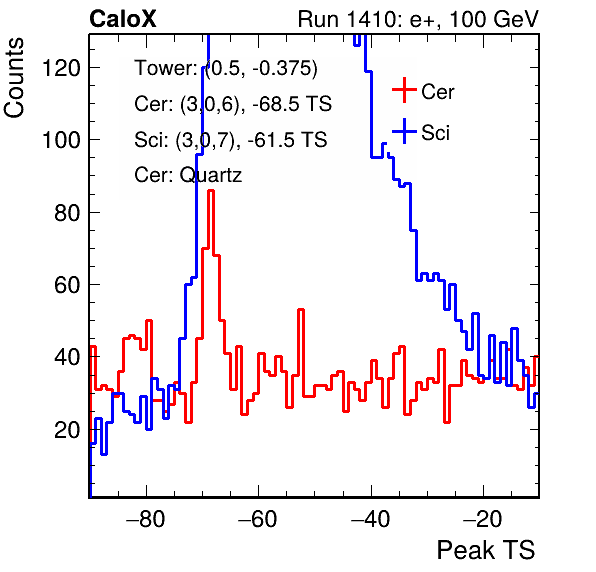 CaloX Run 1410: e+, 100 GeV
Counts
Tower: (0.5, -0.375)
Cer: (3,0,6), -68.5 TS
Sci: (3,0,7), -61.5 TS
Cer: Quartz
Cer
Sci
120
100
80
60
40
20
−80 −60 −40 −20
Peak TS